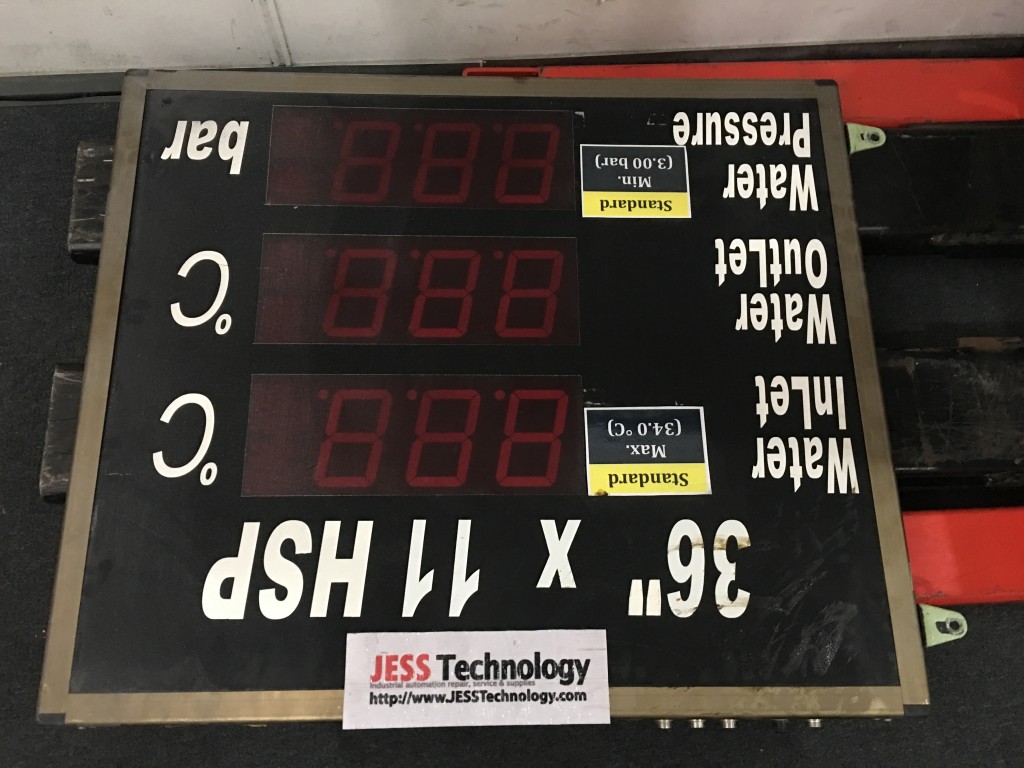 36" x 11 HSP
Water
InLet
Standard
Max.
(34.0 °C)
°C
Water
OutLet
°C
Water
Pressure
Standard
Min.
(3.00 bar)
bar
JESS Technology
Industrial automation repair, service & supplies
http://www.JESSTechnology.com